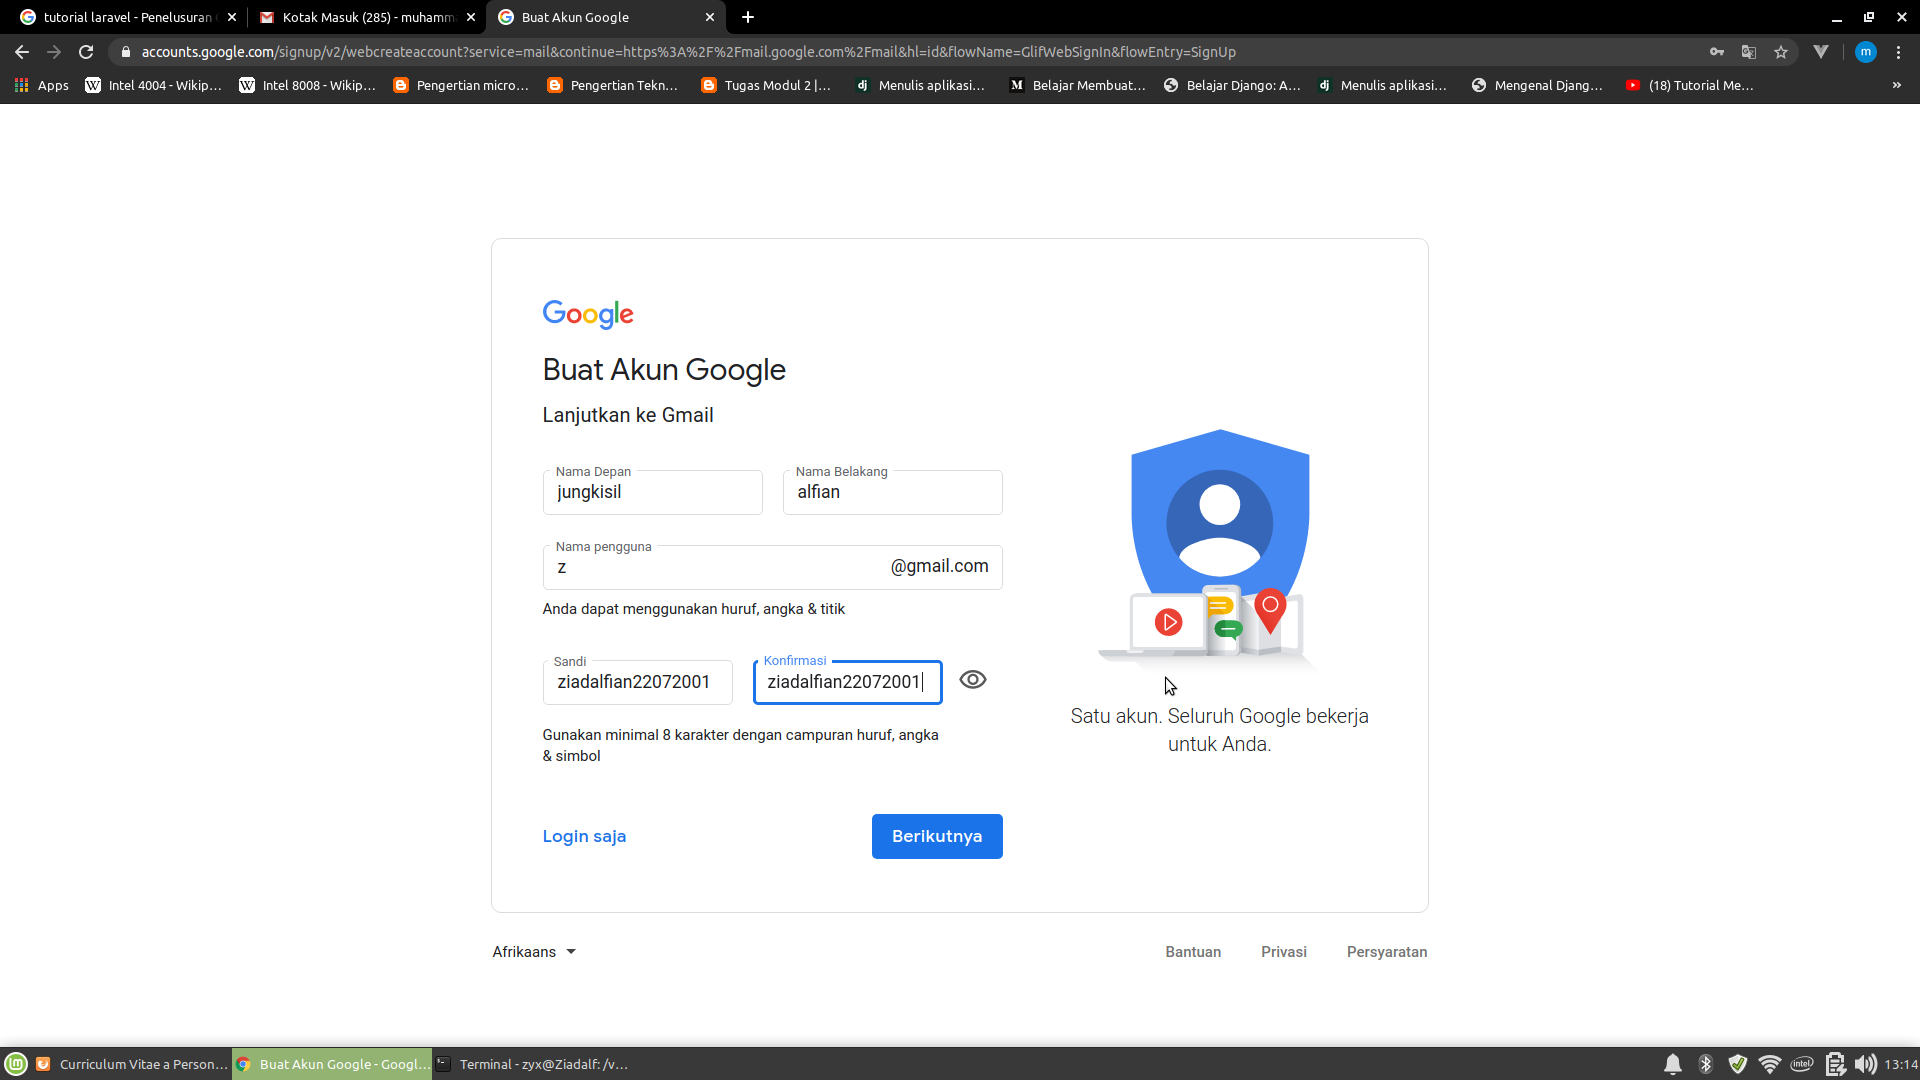 tutorial laravel - Penelusuran
Kotak Masuk (285) - muhamm
Buat Akun Google
accounts.google.com/signup/v2/webcreateaccount?service=mail&continue=https%3A%2F%2Fmail.google.com%2Fmail&hl=id&flowName=GlifWebSignIn&flowEntry=SignUp
m
Apps
Intel 4004 - Wikip...
Intel 8008 - Wikip...
Pengertian micro...
Pengertian Tekn...
Tugas Modul 2 |...
dj Menulis aplikasi...
Belajar Membuat...
Belajar Django: A...
dj Menulis aplikasi...
Mengenal Djang...
(18) Tutorial Me...
»
Google
Buat Akun Google
Lanjutkan ke Gmail
Nama Depan
jungkisil
Nama Belakang
alfian
Nama pengguna
z
@gmail.com
Anda dapat menggunakan huruf, angka & titik
Sandi
ziadalfian22072001
Konfirmasi
ziadalfian22072001
Gunakan minimal 8 karakter dengan campuran huruf, angka
& simbol
Satu akun. Seluruh Google bekerja
untuk Anda.
Login saja
Berikutnya
Afrikaans
Bantuan
Privasi
Persyaratan
Curriculum Vitae a Person...
Buat Akun Google - Googl...
Terminal - zyx@Ziadalf: /v...
intel
13:14